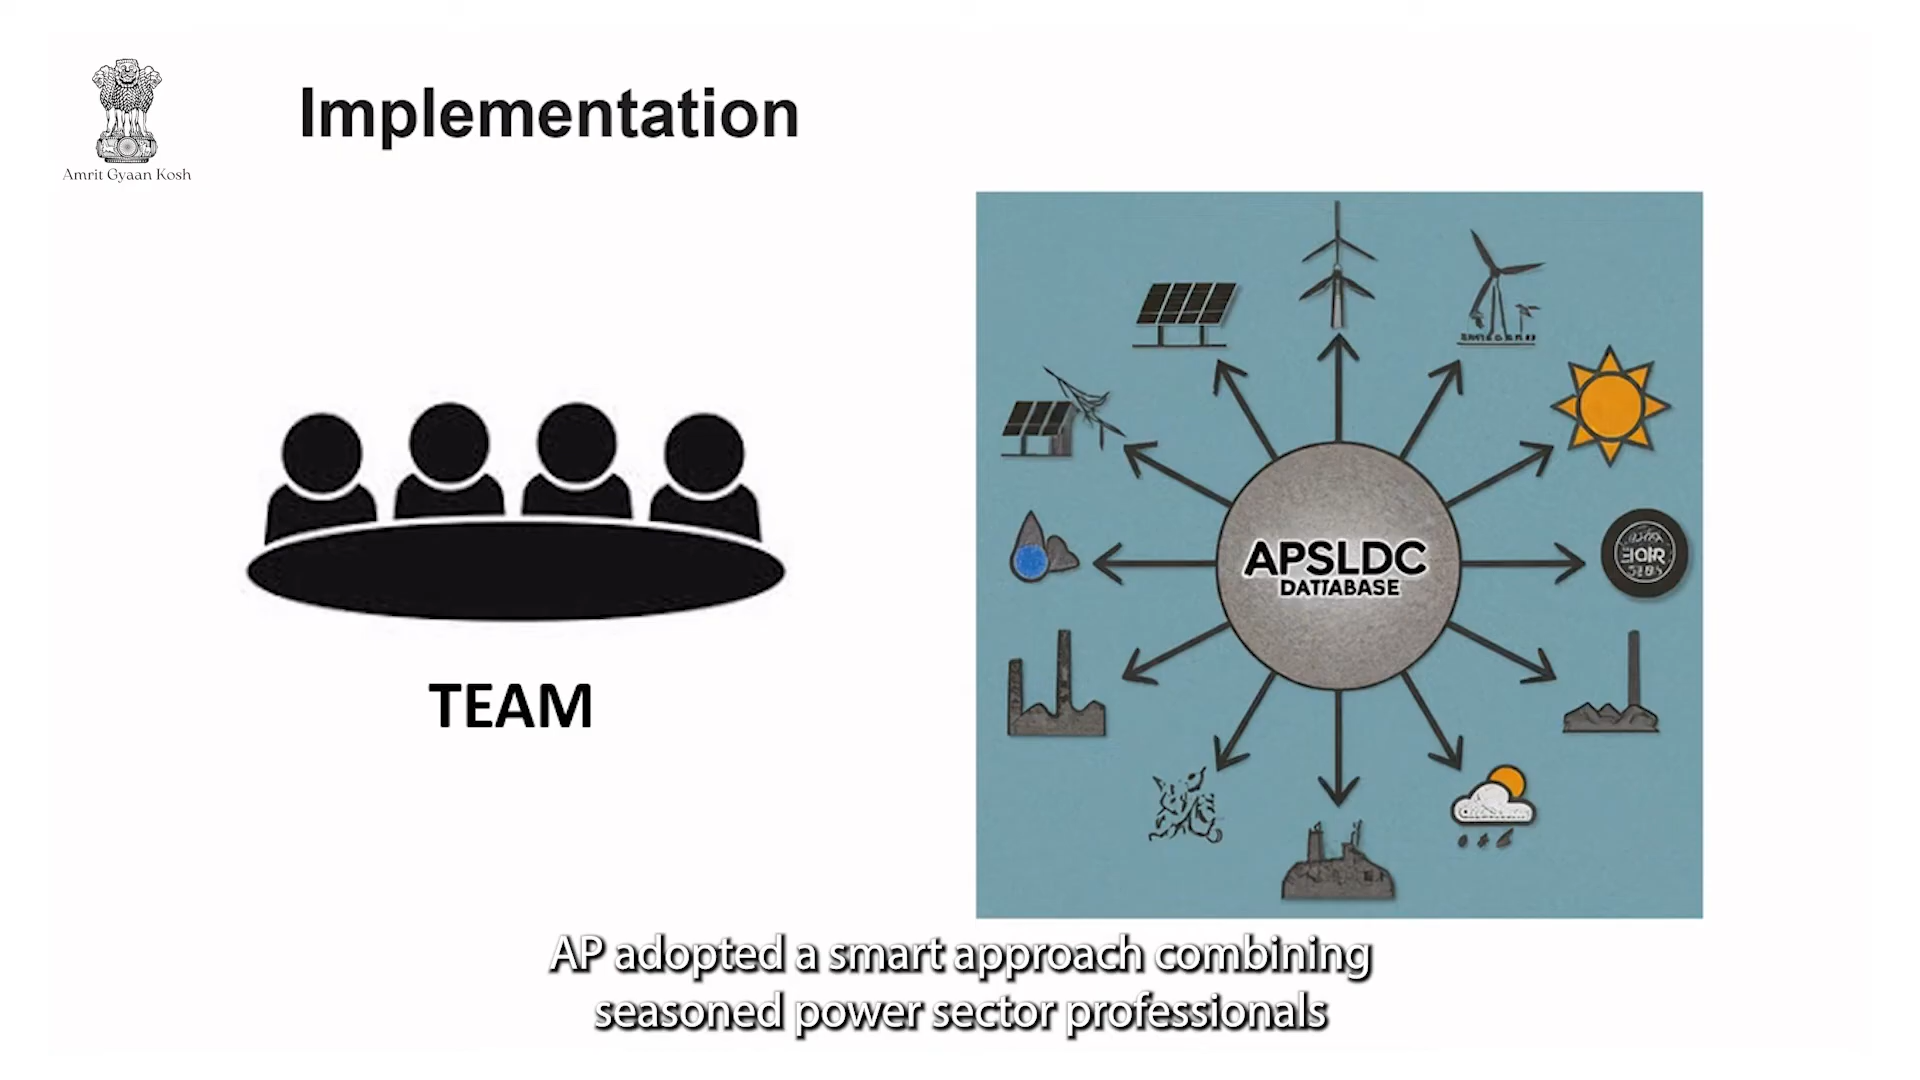 Implementation
Amrit Gyaan Kosh
APSLDC
DATTABASE
TEAM
AP adopted a smart approach combining
seasoned power sector professionals